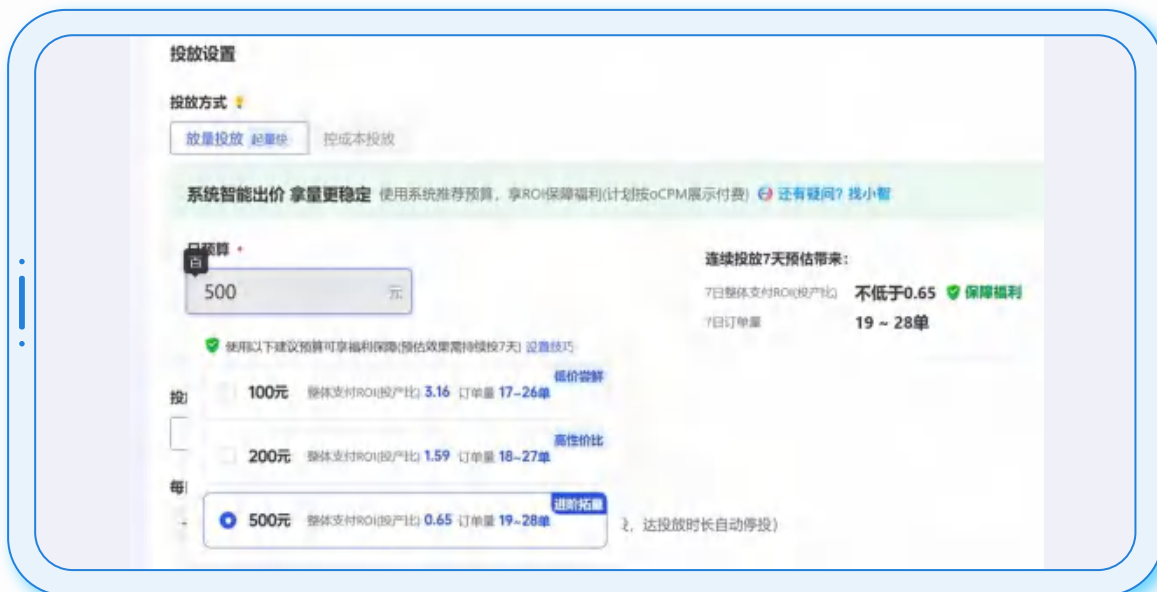 投放设置
投放方式
放量投放 起量快 控成本投放
系统智能出价 拿量更稳定 使用系统推荐预算，享ROI保障福利(计划按oCPM展示付费) 还有疑问？找小智
日预算
百
500 元
连续投放7天预估带来：
7日整体支付ROI(投产比) 不低于0.65 保障福利
7日订单量 19 ~ 28单
使用以下建议预算可享福利保障(预估效果需持续投7天) 设置技巧
低价尝鲜
100元 整体支付ROI(投产比) 3.16 订单量 17~26单
投
高性价比
200元 整体支付ROI(投产比) 1.59 订单量 18~27单
每
进阶拓量
500元 整体支付ROI(投产比) 0.65 订单量 19~28单
，达投放时长自动停投)